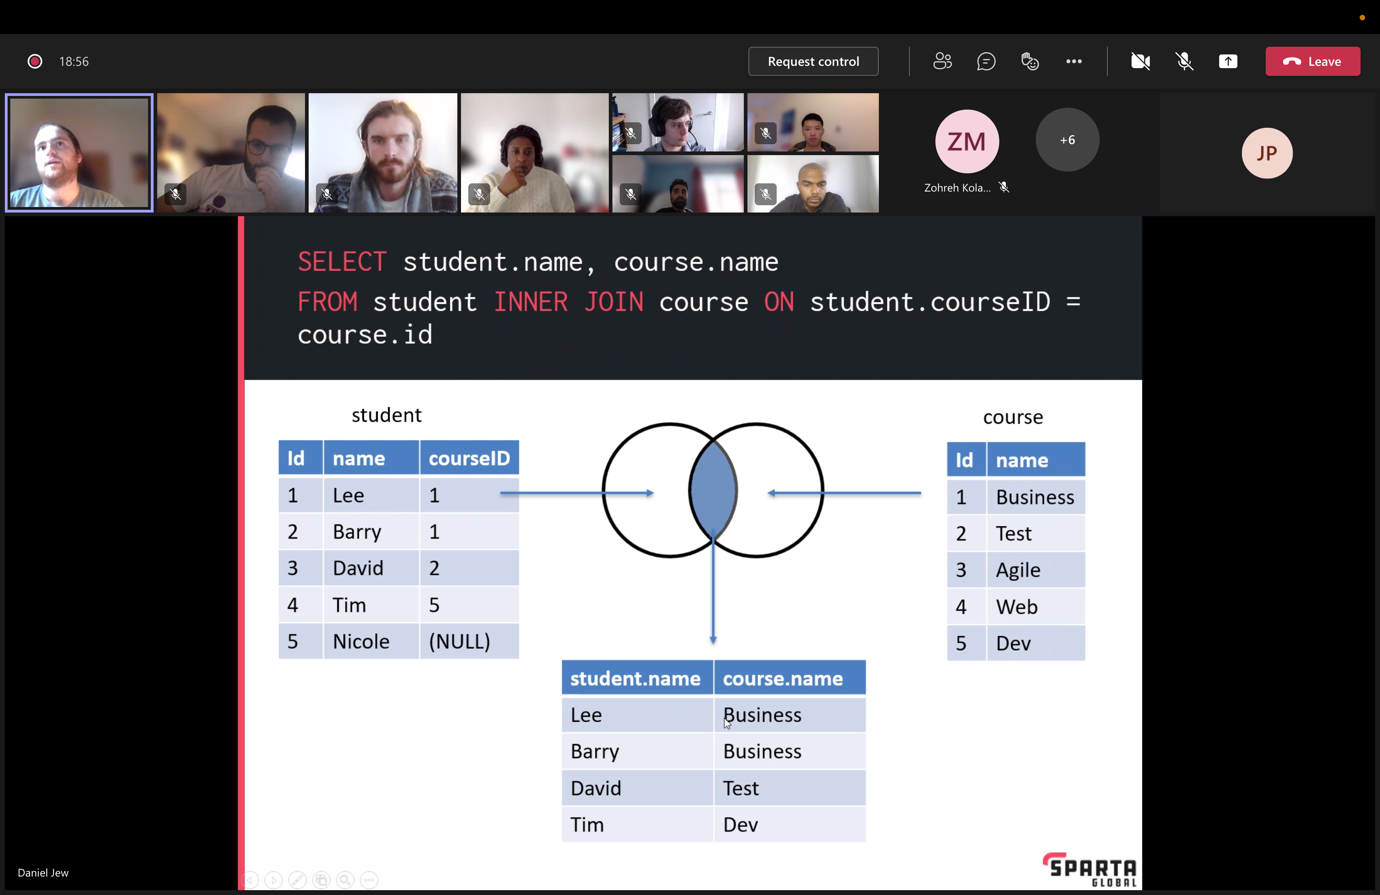 18:56
Request control
Leave
ZM
+6
JP
Zohreh Kola...
SELECT student.name, course.name
FROM student INNER JOIN course ON student.courseID =
course.id
student
Id name courseID
1 Lee 1
2 Barry 1
3 David 2
4 Tim 5
5 Nicole (NULL)
course
Id name
1 Business
2 Test
3 Agile
4 Web
5 Dev
student.name course.name
Lee Business
Barry Business
David Test
Tim Dev
SPARTA
GLOBAL
Daniel Jew